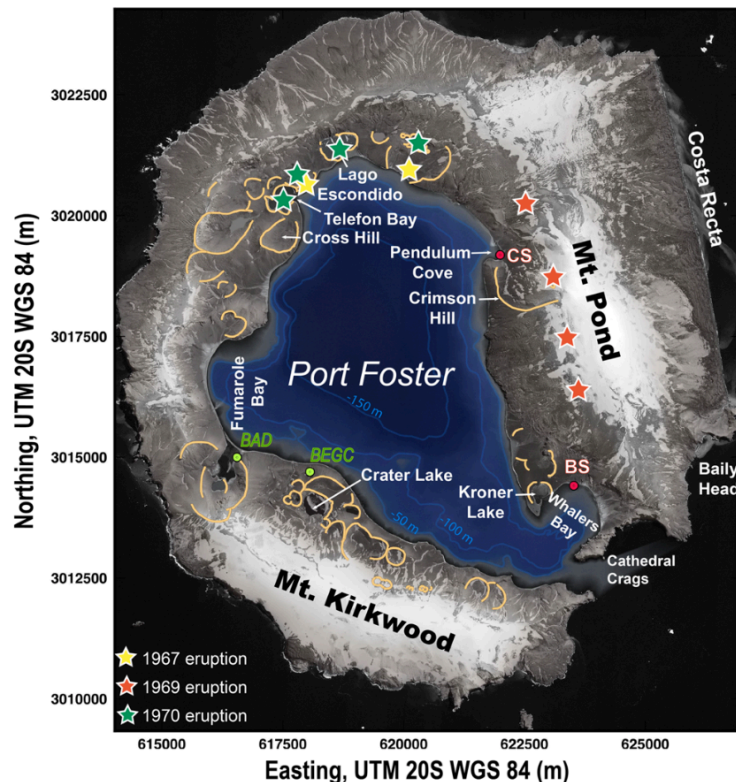 3022500
3020000
3017500
3015000
3012500
3010000
Northing, UTM 20S WGS 84 (m)
Lago
Escondido
Telefon Bay
Cross Hill
Pendulum
Cove
CS
Crimson
Hill
Costa Recta
Mt. Pond
Port Foster
-150 m
Fumarole
Bay
BAD
BEGC
Crater Lake
-50 m
-100 m
Kroner
Lake
BS
Whalers
Bay
Baily
Head
Cathedral
Crags
Mt. Kirkwood
1967 eruption
1969 eruption
1970 eruption
615000
617500
620000
622500
625000
Easting, UTM 20S WGS 84 (m)